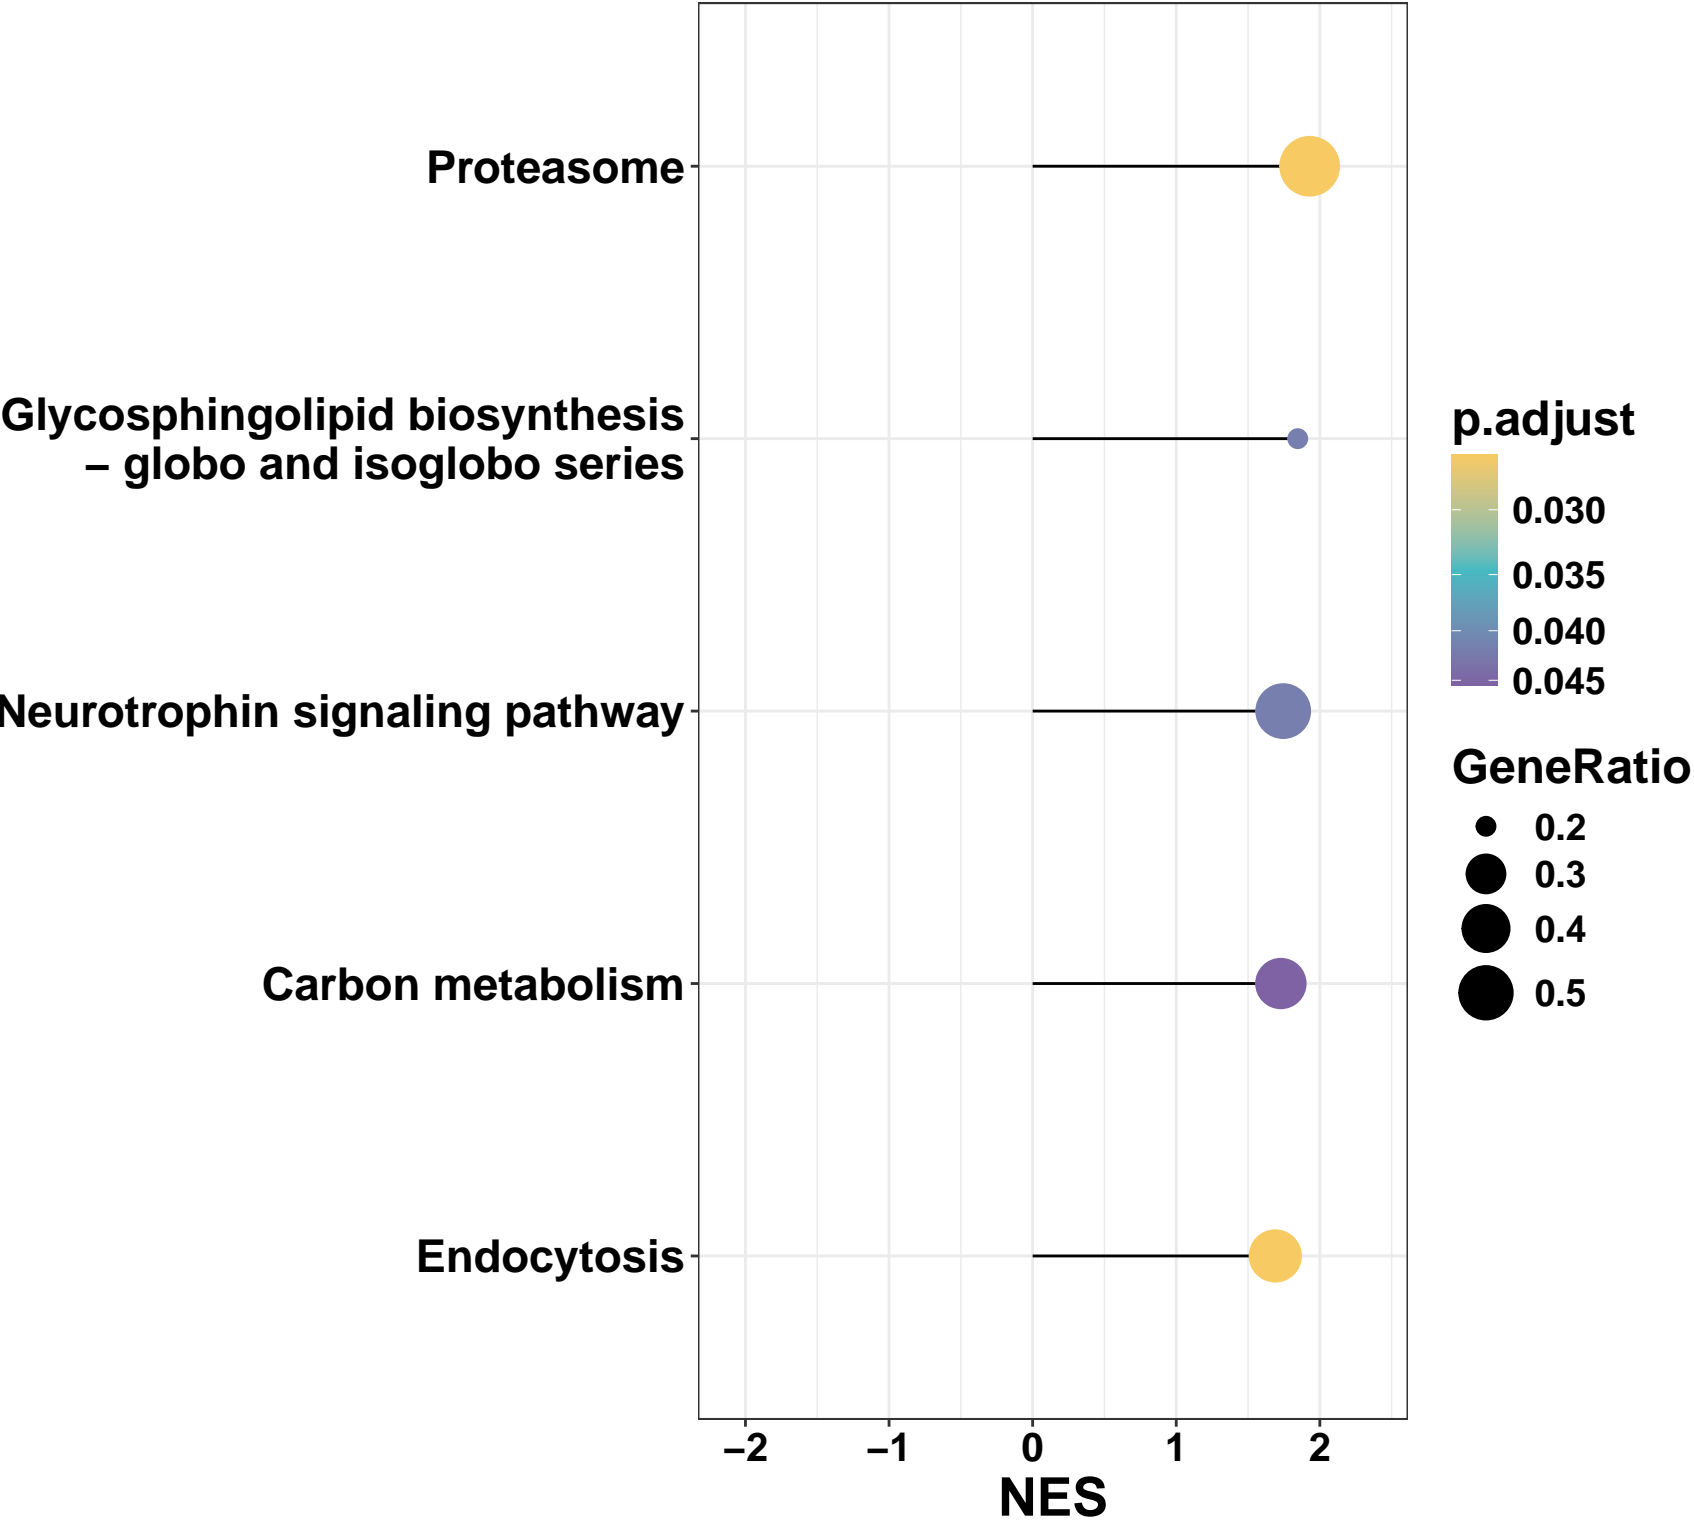 Proteasome
Glycosphingolipid biosynthesis
– globo and isoglobo series
Neurotrophin signaling pathway
Carbon metabolism
Endocytosis
−2
−1
0
1
2
NES
p.adjust
0.030
0.035
0.040
0.045
GeneRatio
0.2
0.3
0.4
0.5